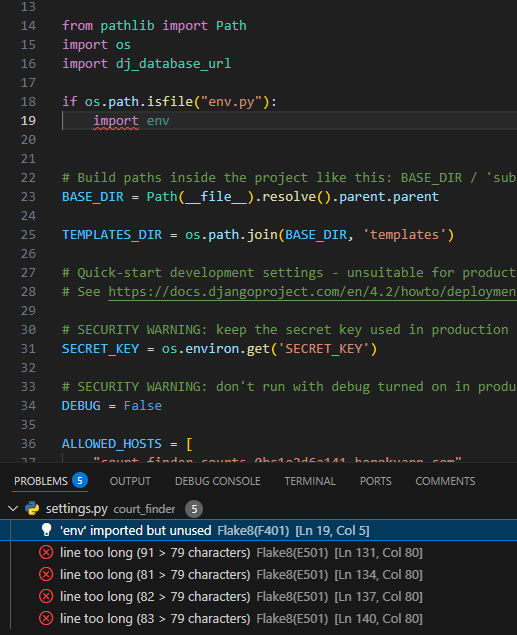 13
14 from pathlib import Path
15 import os
16 import dj_database_url
17
18 if os.path.isfile("env.py"):
19 import env
20
21
22 # Build paths inside the project like this: BASE_DIR / 'sub
23 BASE_DIR = Path(__file__).resolve().parent.parent
24
25 TEMPLATES_DIR = os.path.join(BASE_DIR, 'templates')
26
27 # Quick-start development settings - unsuitable for product
28 # See https://docs.djangoproject.com/en/4.2/howto/deploymen
29
30 # SECURITY WARNING: keep the secret key used in production
31 SECRET_KEY = os.environ.get('SECRET_KEY')
32
33 # SECURITY WARNING: don't run with debug turned on in produ
34 DEBUG = False
35
36 ALLOWED_HOSTS = [
37
PROBLEMS 5 OUTPUT DEBUG CONSOLE TERMINAL PORTS COMMENTS
settings.py court_finder 5
'env' imported but unused Flake8(F401) [Ln 19, Col 5]
line too long (91 > 79 characters) Flake8(E501) [Ln 131, Col 80]
line too long (81 > 79 characters) Flake8(E501) [Ln 134, Col 80]
line too long (82 > 79 characters) Flake8(E501) [Ln 137, Col 80]
line too long (83 > 79 characters) Flake8(E501) [Ln 140, Col 80]